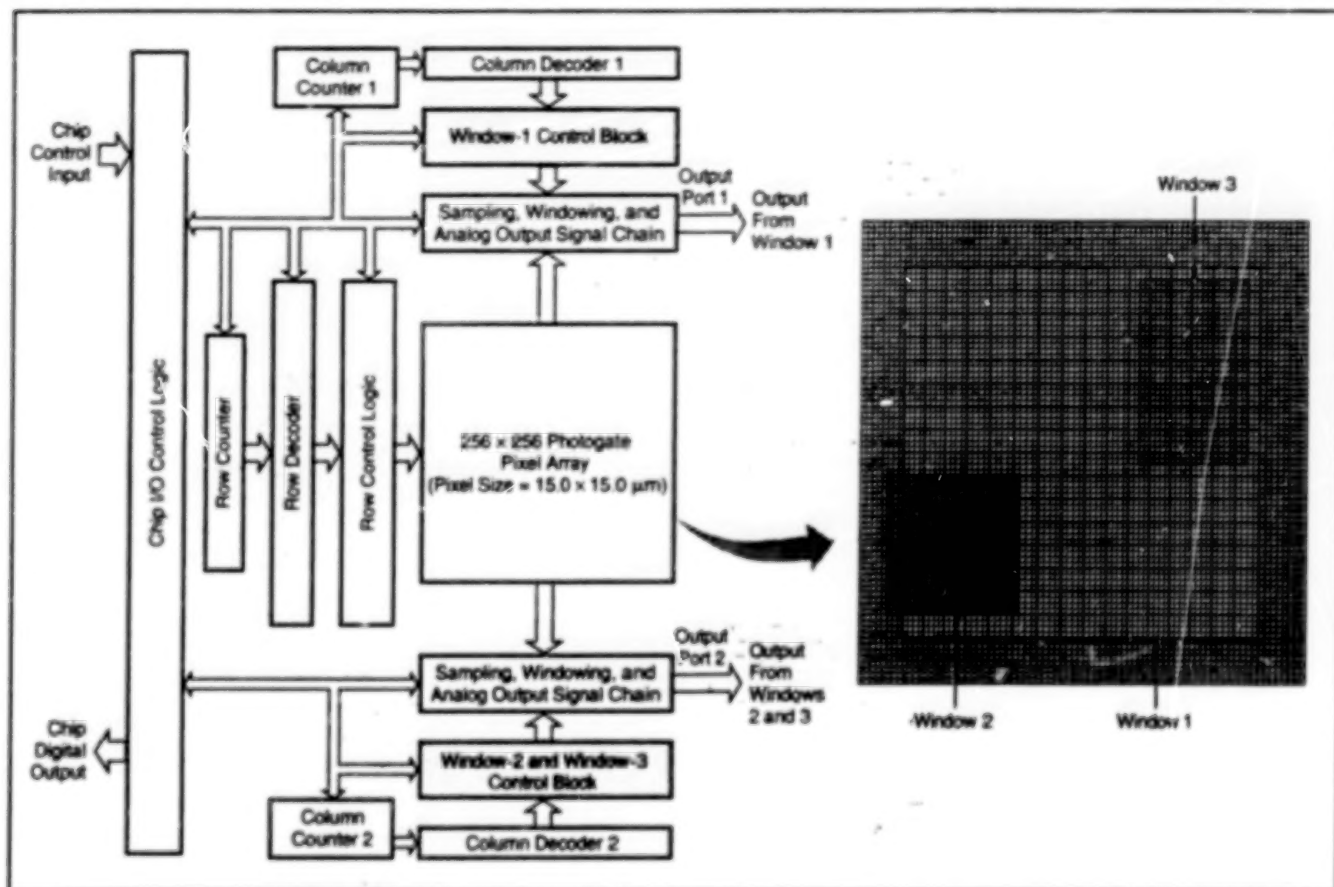 Column
Counter 1
Column Decoder 1
Window-1 Control Block
Chip
Control
Input
Sampling, Windowing, and
Analog Output Signal Chain
Output
Port 1
Output
From
Window 1
Window 3
Chip I/O Control Logic
Row Counter
Row Decoder
Row Control Logic
256 × 256 Photogate
Pixel Array
(Pixel Size = 15.0 × 15.0 μm)
Sampling, Windowing, and
Analog Output Signal Chain
Output
Port 2
Output
From
Windows
2 and 3
Window 2
Window 1
Chip
Digital
Output
Window-2 and Window-3
Control Block
Column
Counter 2
Column Decoder 2